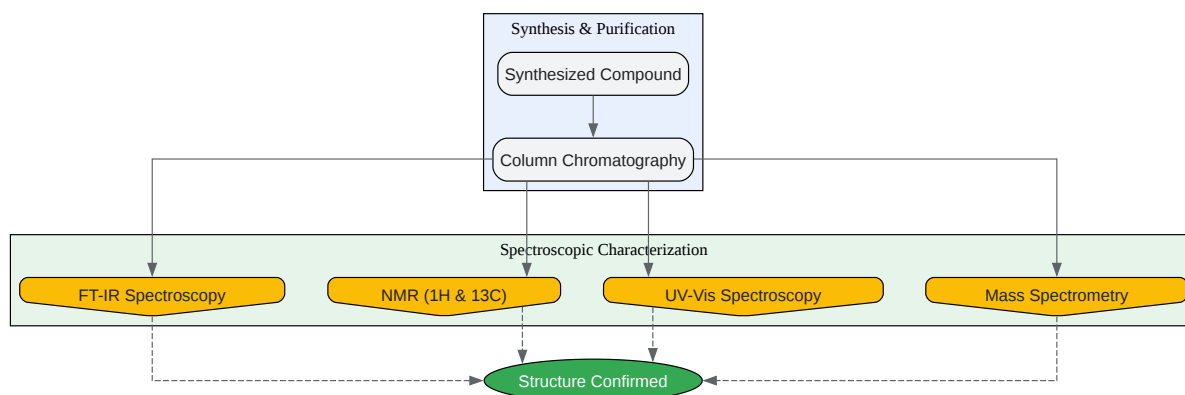 Synthesis & Purification
Synthesized Compound
Column Chromatography
Spectroscopic Characterization
FT-IR Spectroscopy
NMR (1H & 13C)
UV-Vis Spectroscopy
Mass Spectrometry
Structure Confirmed